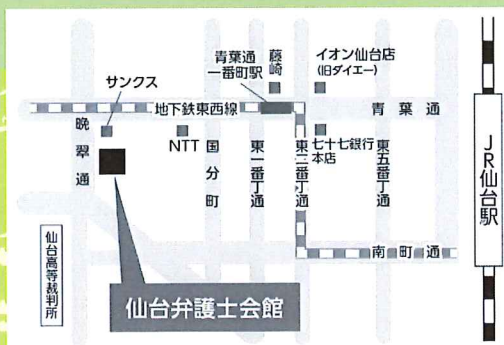 青葉通
一番町駅
藤崎
イオン仙台店
(旧ダイエー)
サンクス
地下鉄東西線
青葉通
晩翠通
NTT
国分町
東一番丁通
東二番丁通
七十七銀行
本店
東五番丁通
JR仙台駅
南町通
仙台高等裁判所
仙台弁護士会館